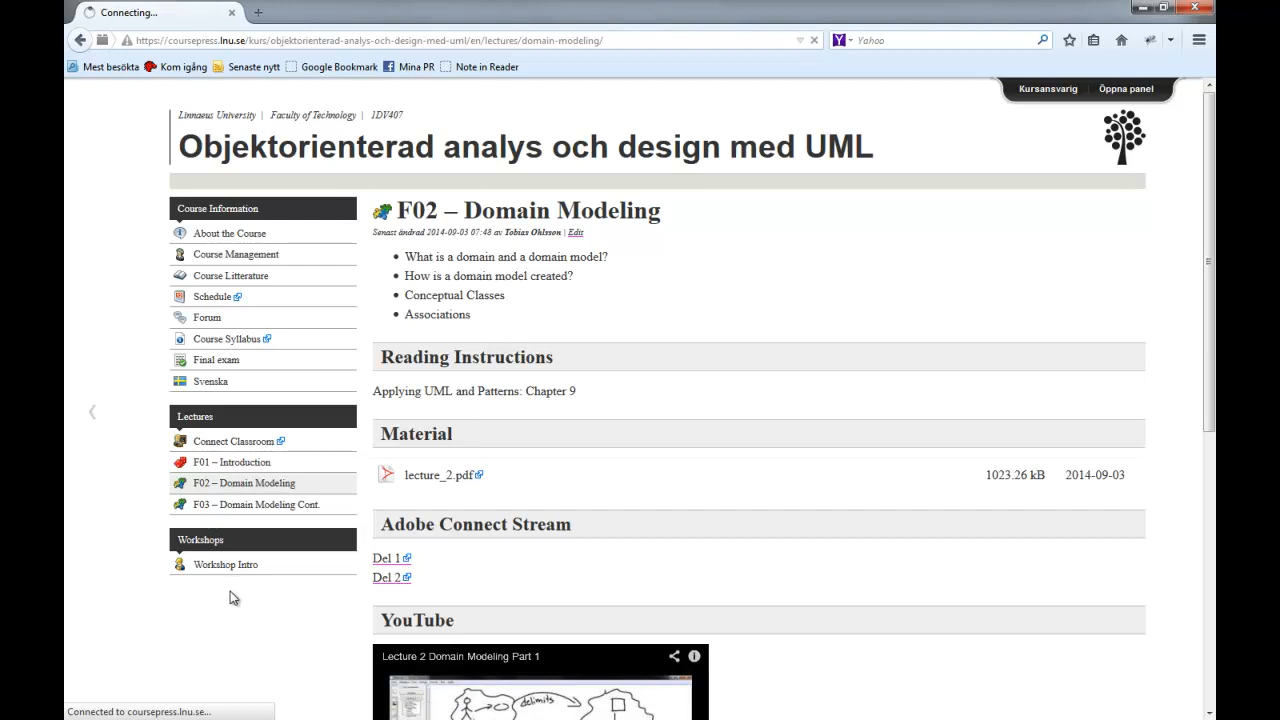 Connecting...
https://coursepress.lnu.se/kurs/objektorienterad-analys-och-design-med-uml/en/lectures/domain-modeling/
Yahoo
Mest besökta Kom igång Senaste nytt Google Bookmark Mina PR Note in Reader
Kursansvarig Öppna panel
Linnaeus University | Faculty of Technology | 1DV407
Objektorienterad analys och design med UML
Course Information
About the Course
Course Management
Course Litterature
Schedule
Forum
Course Syllabus
Final exam
Svenska
Lectures
Connect Classroom
F01 – Introduction
F02 – Domain Modeling
F03 – Domain Modeling Cont.
Workshops
Workshop Intro
F02 – Domain Modeling
Senast ändrad 2014-09-03 07:48 av Tobias Ohlsson | Edit
What is a domain and a domain model?
How is a domain model created?
Conceptual Classes
Associations
Reading Instructions
Applying UML and Patterns: Chapter 9
Material
lecture_2.pdf 1023.26 kB 2014-09-03
Adobe Connect Stream
Del 1
Del 2
YouTube
Lecture 2 Domain Modeling Part 1
delimits
Connected to coursepress.lnu.se...